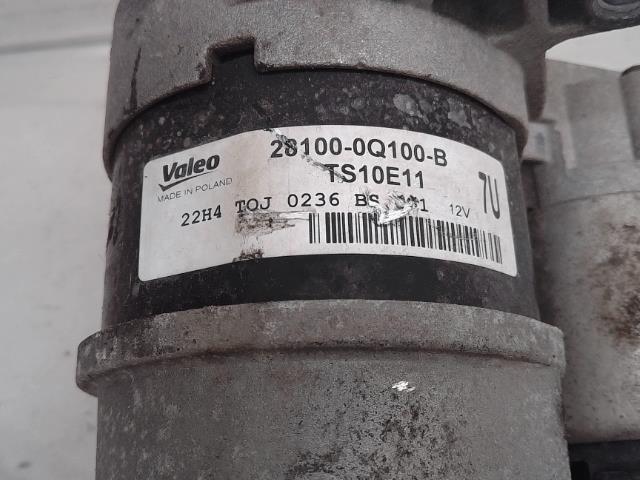 Valeo
MADE IN POLAND
28100-0Q100-B
TS10E11
7U
22H4 TOJ 0236 BS
12V